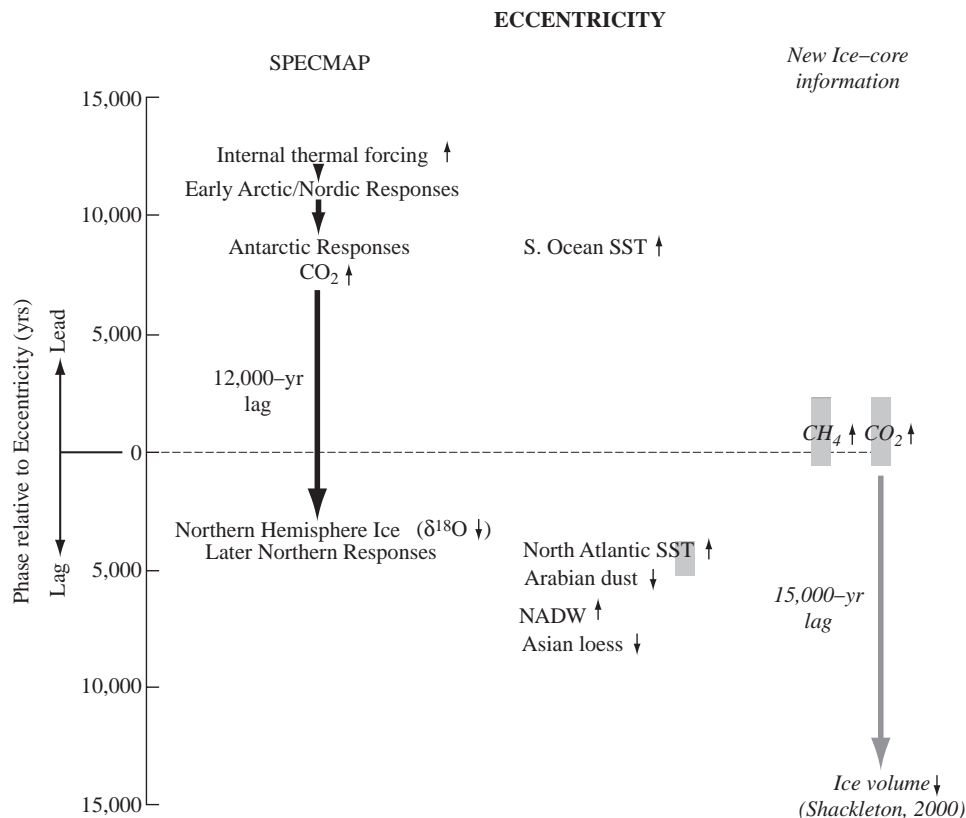 ECCENTRICITY
SPECMAP
New Ice–core
information
15,000
10,000
5,000
0
5,000
10,000
15,000
Phase relative to Eccentricity (yrs)
Lead
Lag
Internal thermal forcing ↑
Early Arctic/Nordic Responses
Antarctic Responses
CO₂ ↑
12,000–yr
lag
Northern Hemisphere Ice (δ¹⁸O ↓)
Later Northern Responses
S. Ocean SST ↑
North Atlantic SST ↑
Arabian dust ↓
NADW ↑
Asian loess ↓
CH₄ ↑ CO₂ ↑
15,000–yr
lag
Ice volume ↓
(Shackleton, 2000)